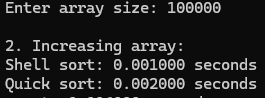 Enter array size: 100000
2. Increasing array:
Shell sort: 0.001000 seconds
Quick sort: 0.002000 seconds